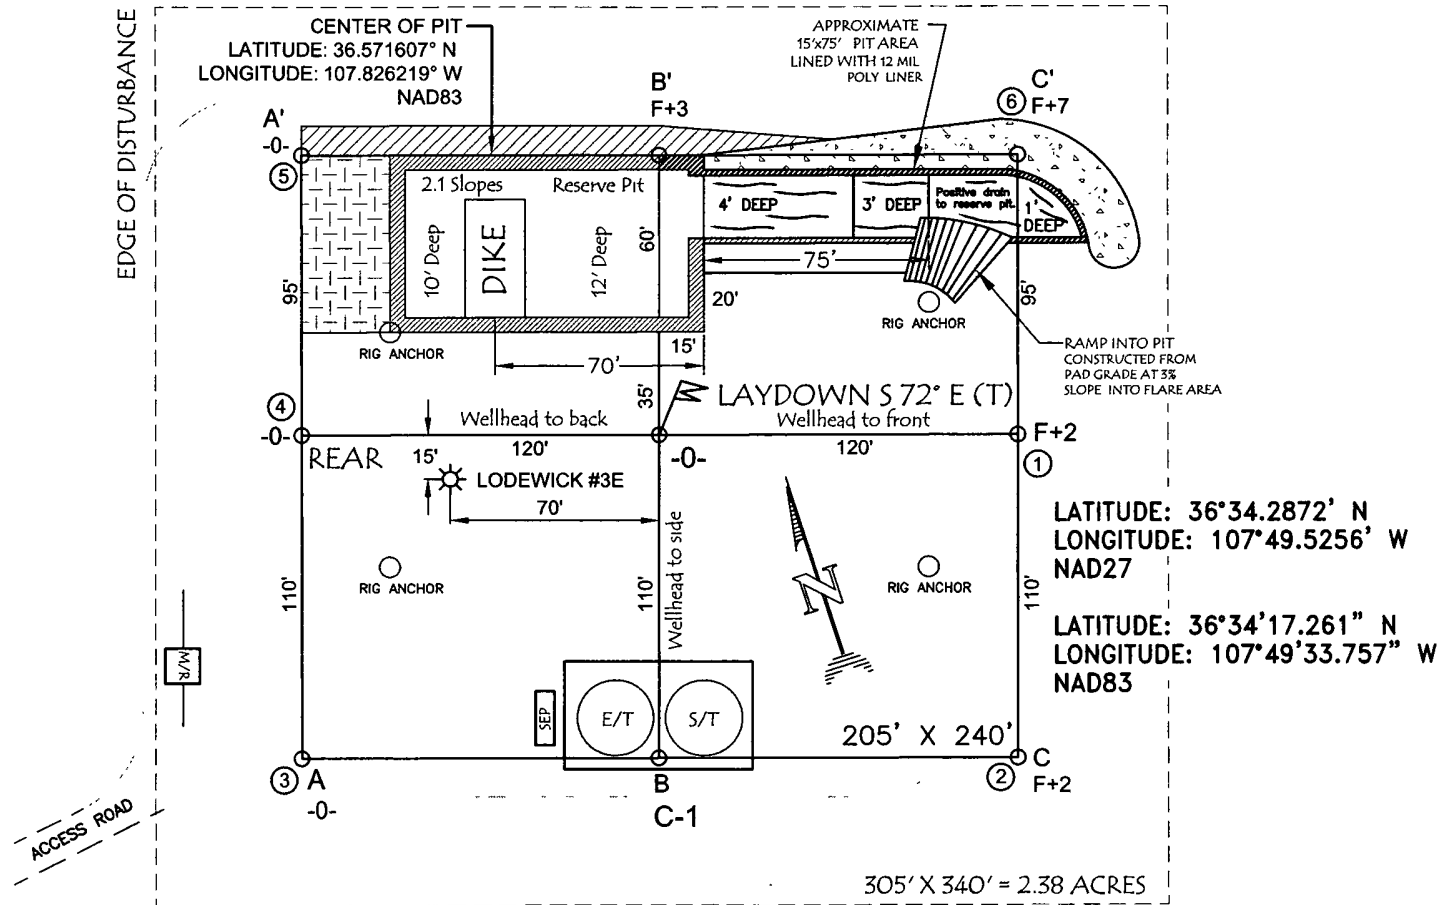 EDGE OF DISTURBANCE
CENTER OF PIT
LATITUDE: 36.571607° N
LONGITUDE: 107.826219° W
NAD83
APPROXIMATE
15'x75' PIT AREA
LINED WITH 12 MIL
POLY LINER
A'
-0-
5
B'
F+3
C'
6 F+7
2.1 Slopes
Reserve Pit
10' Deep
DIKE
12' Deep
60'
4' DEEP
3' DEEP
Positive drain
to reserve pit.
1'
DEEP
75'
95'
20'
95'
RIG ANCHOR
RIG ANCHOR
15'
70'
RAMP INTO PIT
CONSTRUCTED FROM
PAD GRADE AT 3%
SLOPE INTO FLARE AREA
35'
LAYDOWN S 72° E (T)
4
-0-
Wellhead to back
Wellhead to front
F+2
1
REAR
120'
-0-
120'
15'
LODEWICK #3E
70'
LATITUDE: 36°34.2872' N
LONGITUDE: 107°49.5256' W
NAD27
LATITUDE: 36°34'17.261" N
LONGITUDE: 107°49'33.757" W
NAD83
Wellhead to side
N
RIG ANCHOR
RIG ANCHOR
110'
110'
110'
M/R
SEP
E/T
S/T
205' X 240'
3 A
-0-
B
C-1
2
C
F+2
ACCESS ROAD
305' X 340' = 2.38 ACRES